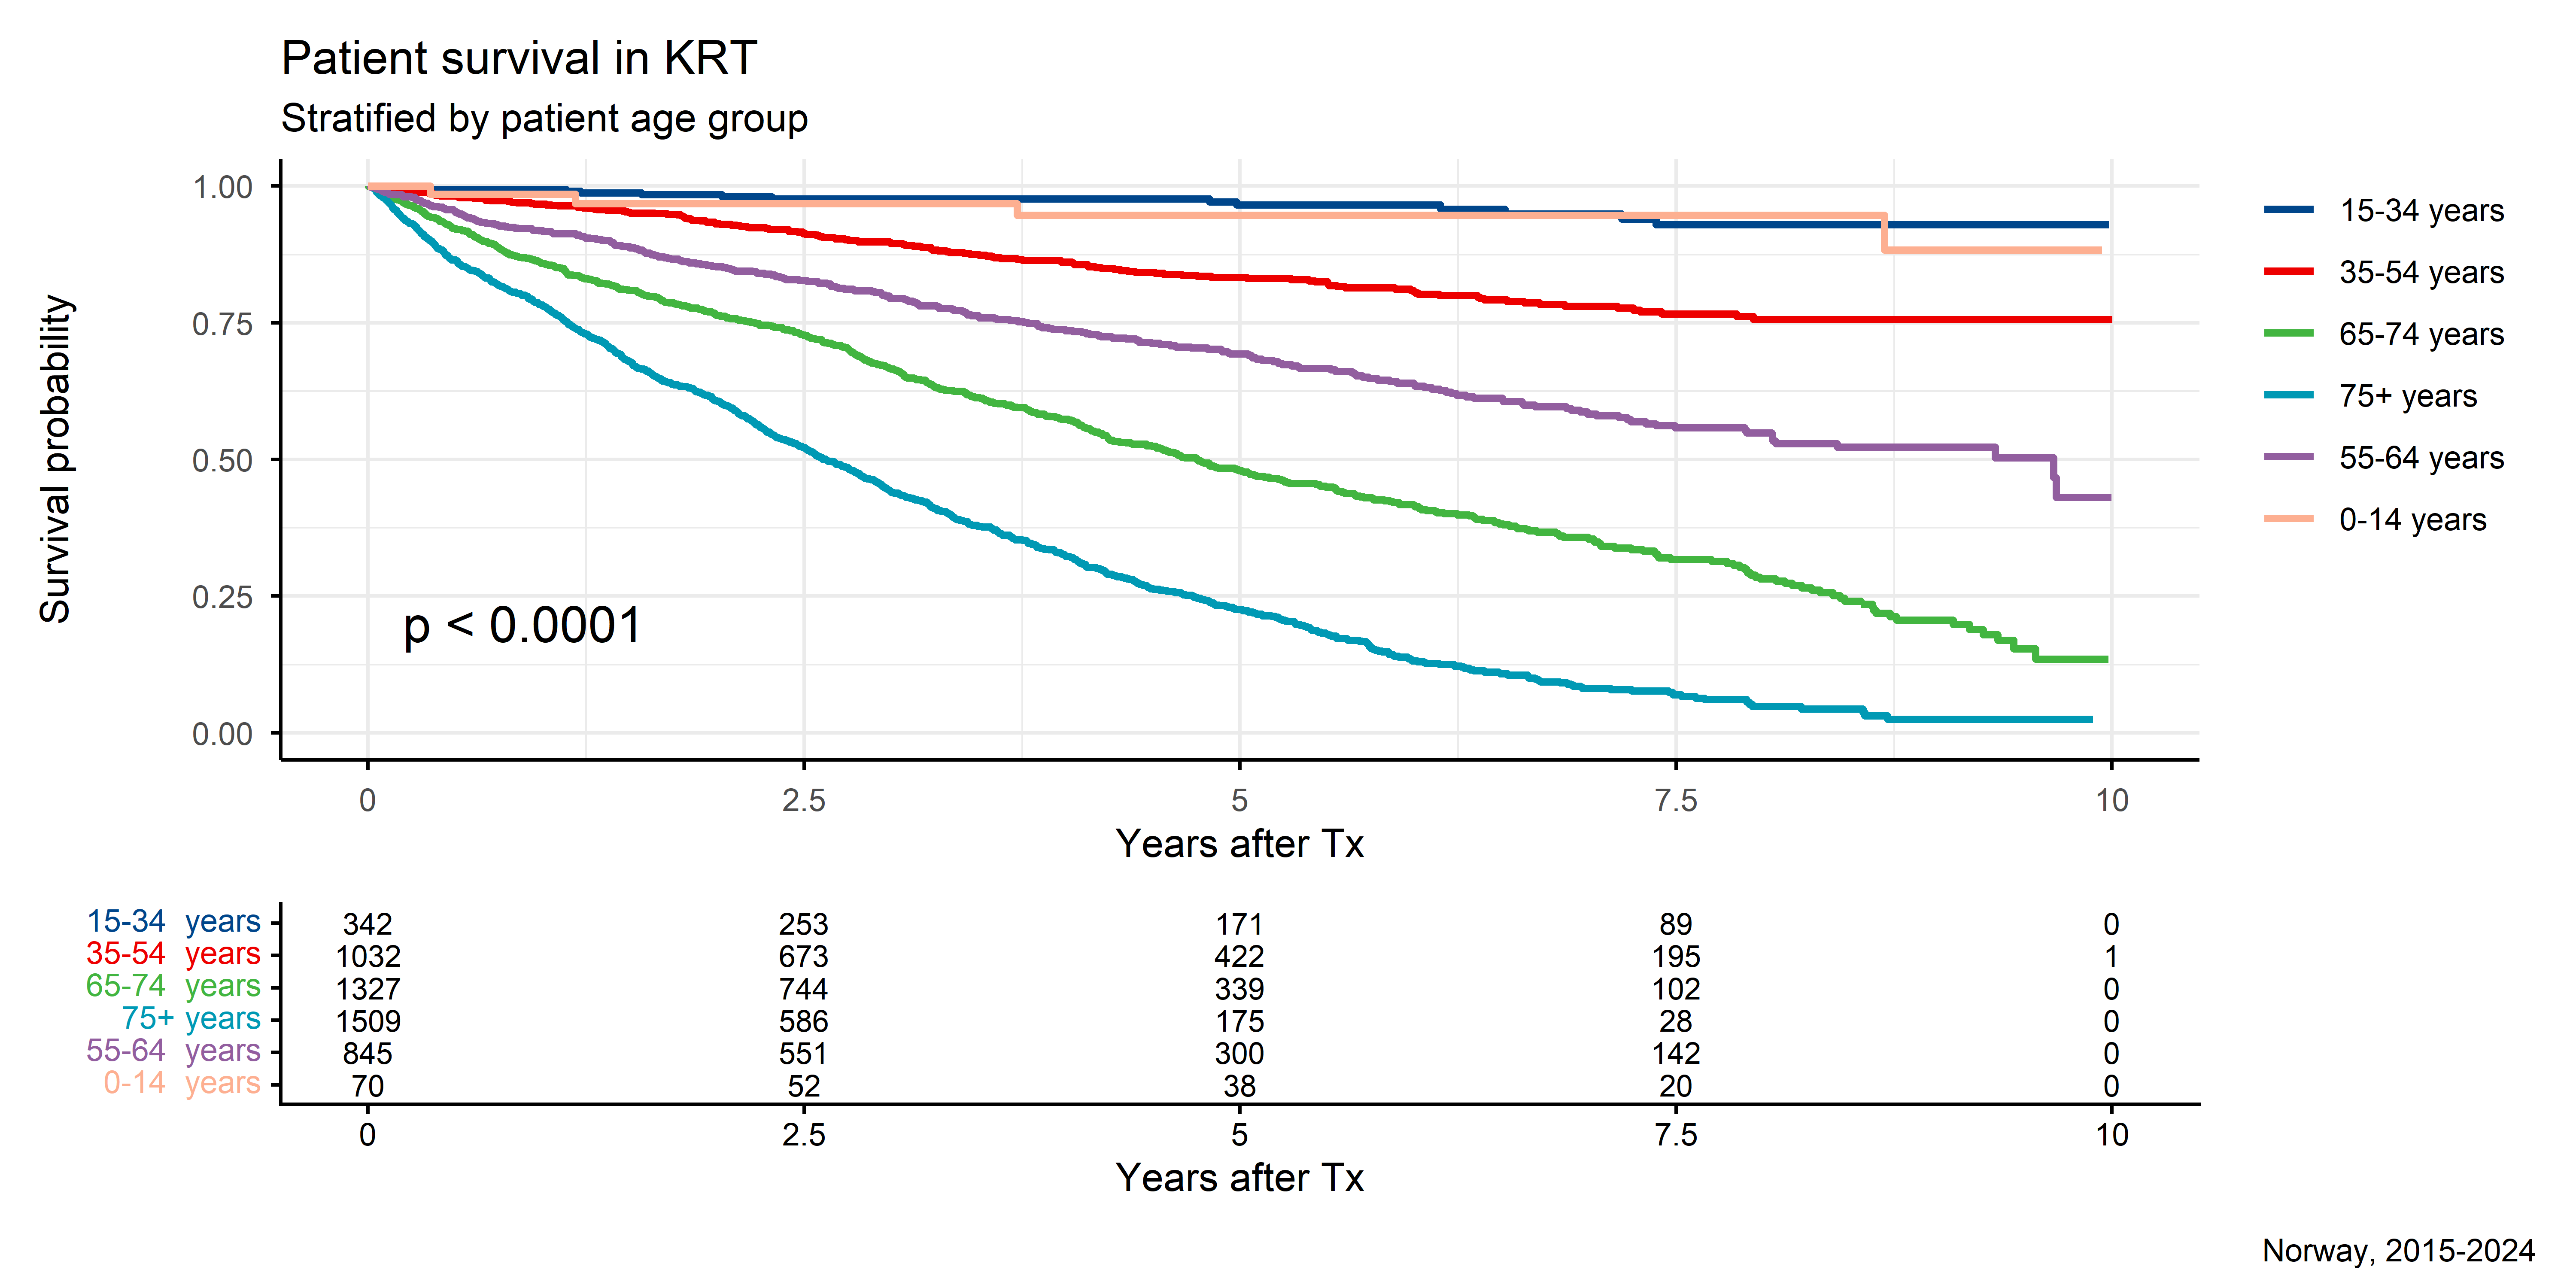 Patient survival in KRT
Stratified by patient age group
Survival probability
1.00
0.75
0.50
0.25
0.00
p < 0.0001
0 2.5 5 7.5 10
Years after Tx
15-34 years
35-54 years
65-74 years
75+ years
55-64 years
0-14 years
15-34 years 342 253 171 89 0
35-54 years 1032 673 422 195 1
65-74 years 1327 744 339 102 0
75+ years 1509 586 175 28 0
55-64 years 845 551 300 142 0
0-14 years 70 52 38 20 0
0 2.5 5 7.5 10
Years after Tx
Norway, 2015-2024